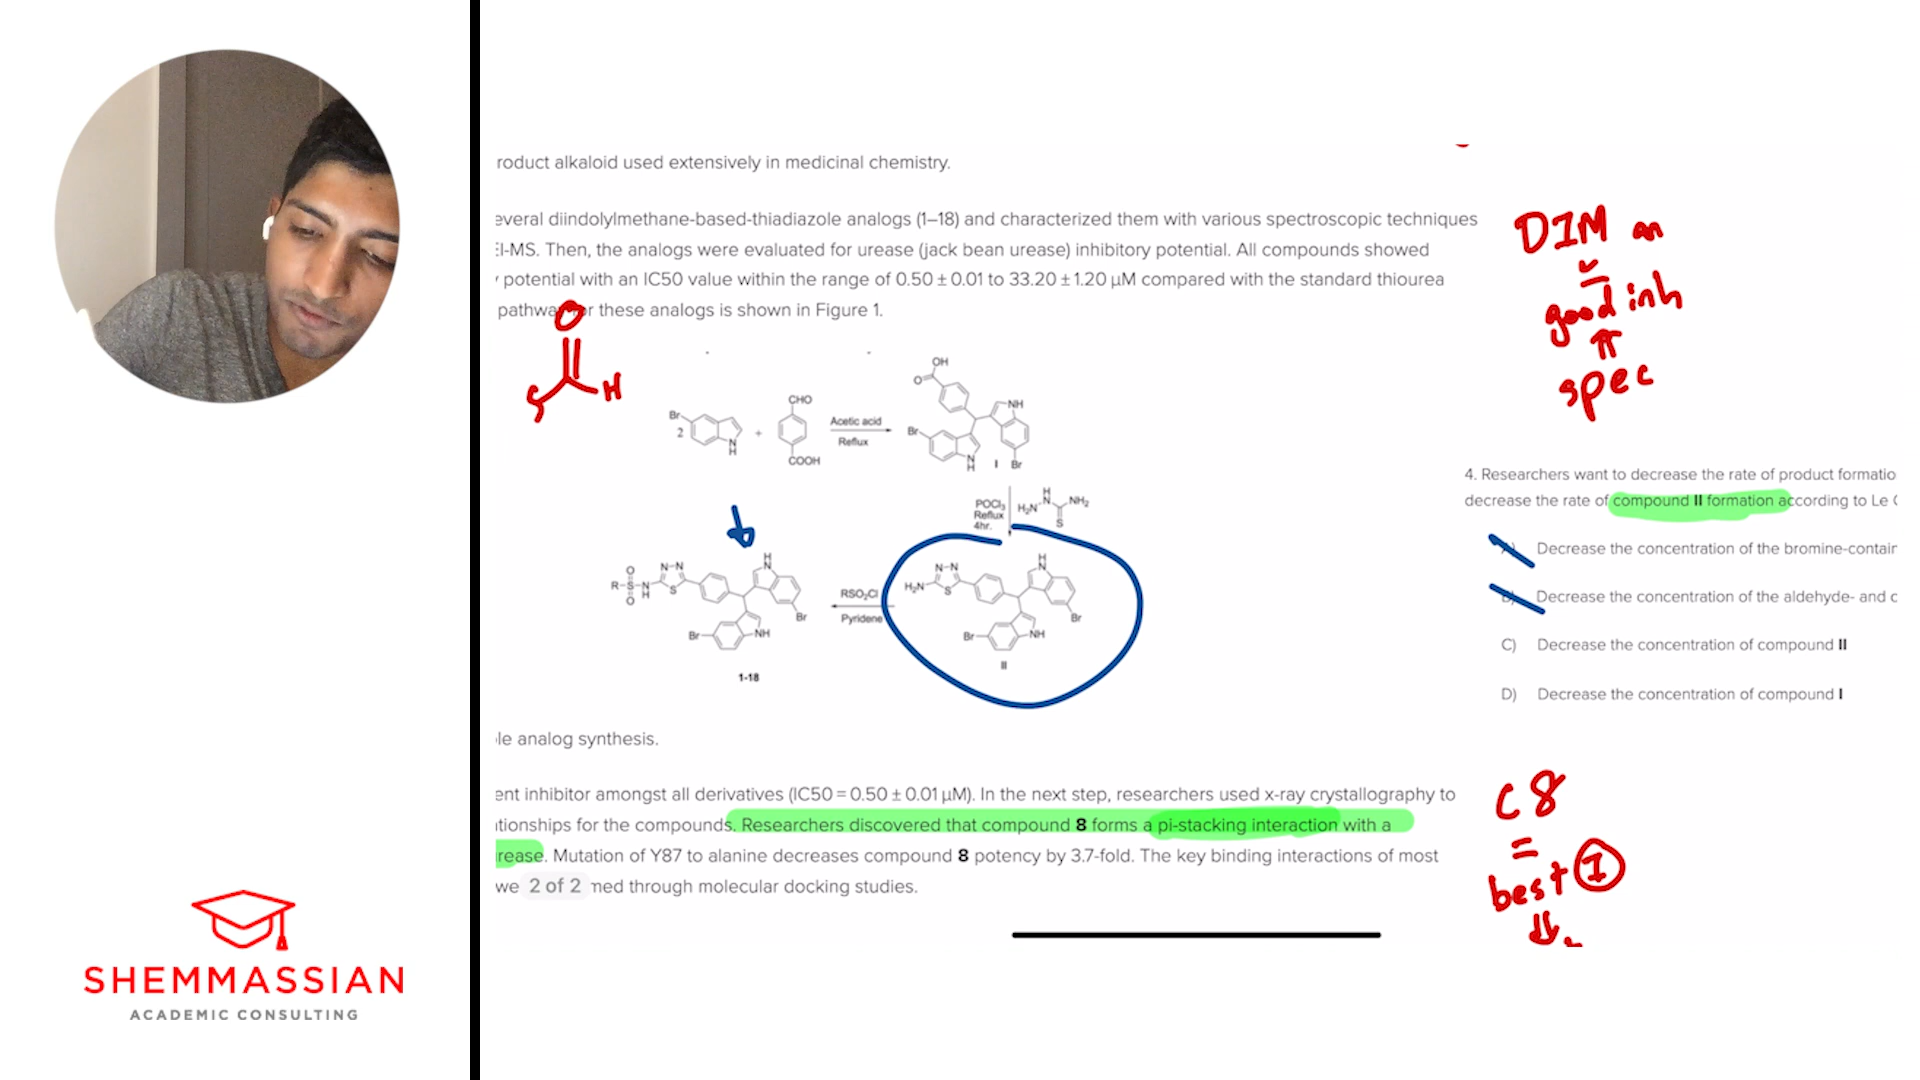 roduct alkaloid used extensively in medicinal chemistry.
everal diindolylmethane-based-thiadiazole analogs (1–18) and characterized them with various spectroscopic techniques
EI-MS. Then, the analogs were evaluated for urease (jack bean urease) inhibitory potential. All compounds showed
potential with an IC50 value within the range of 0.50 ± 0.01 to 33.20 ± 1.20 µM compared with the standard thiourea
pathwa r these analogs is shown in Figure 1.
O
H
CHO
Br
2
N
H
+
COOH
Acetic acid
Reflux
OH
O
NH
Br
N
H
I
Br
POCl3
Reflux
4hr.
H2N
H
N
NH2
S
R-S-N
O
O
H
N-N
S
H
N
Br
Br
NH
1-18
RSO2Cl
Pyridene
H2N
N-N
S
H
N
Br
Br
NH
II
le analog synthesis.
ent inhibitor amongst all derivatives (IC50 = 0.50 ± 0.01 µM). In the next step, researchers used x-ray crystallography to
tionships for the compounds. Researchers discovered that compound 8 forms a pi-stacking interaction with a
rease. Mutation of Y87 to alanine decreases compound 8 potency by 3.7-fold. The key binding interactions of most
we 2 of 2 med through molecular docking studies.
DIM an
good inh
spec
4. Researchers want to decrease the rate of product formatio
decrease the rate of compound II formation according to Le C
A) Decrease the concentration of the bromine-contain
B) Decrease the concentration of the aldehyde- and c
C) Decrease the concentration of compound II
D) Decrease the concentration of compound I
C8
=
best I
SHEMMASSIAN
ACADEMIC CONSULTING